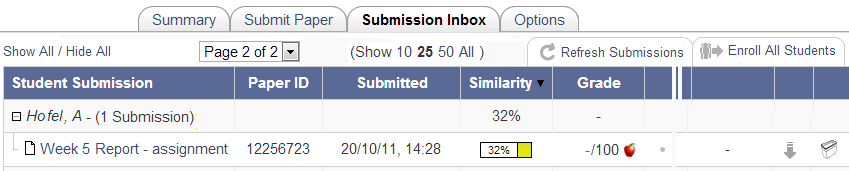 Summary Submit Paper Submission Inbox Options
Show All / Hide All Page 2 of 2 (Show 10 25 50 All ) Refresh Submissions Enroll All Students
Student Submission Paper ID Submitted Similarity Grade
Hofel, A - (1 Submission) 32% -
Week 5 Report - assignment 12256723 20/10/11, 14:28 32% -/100 -